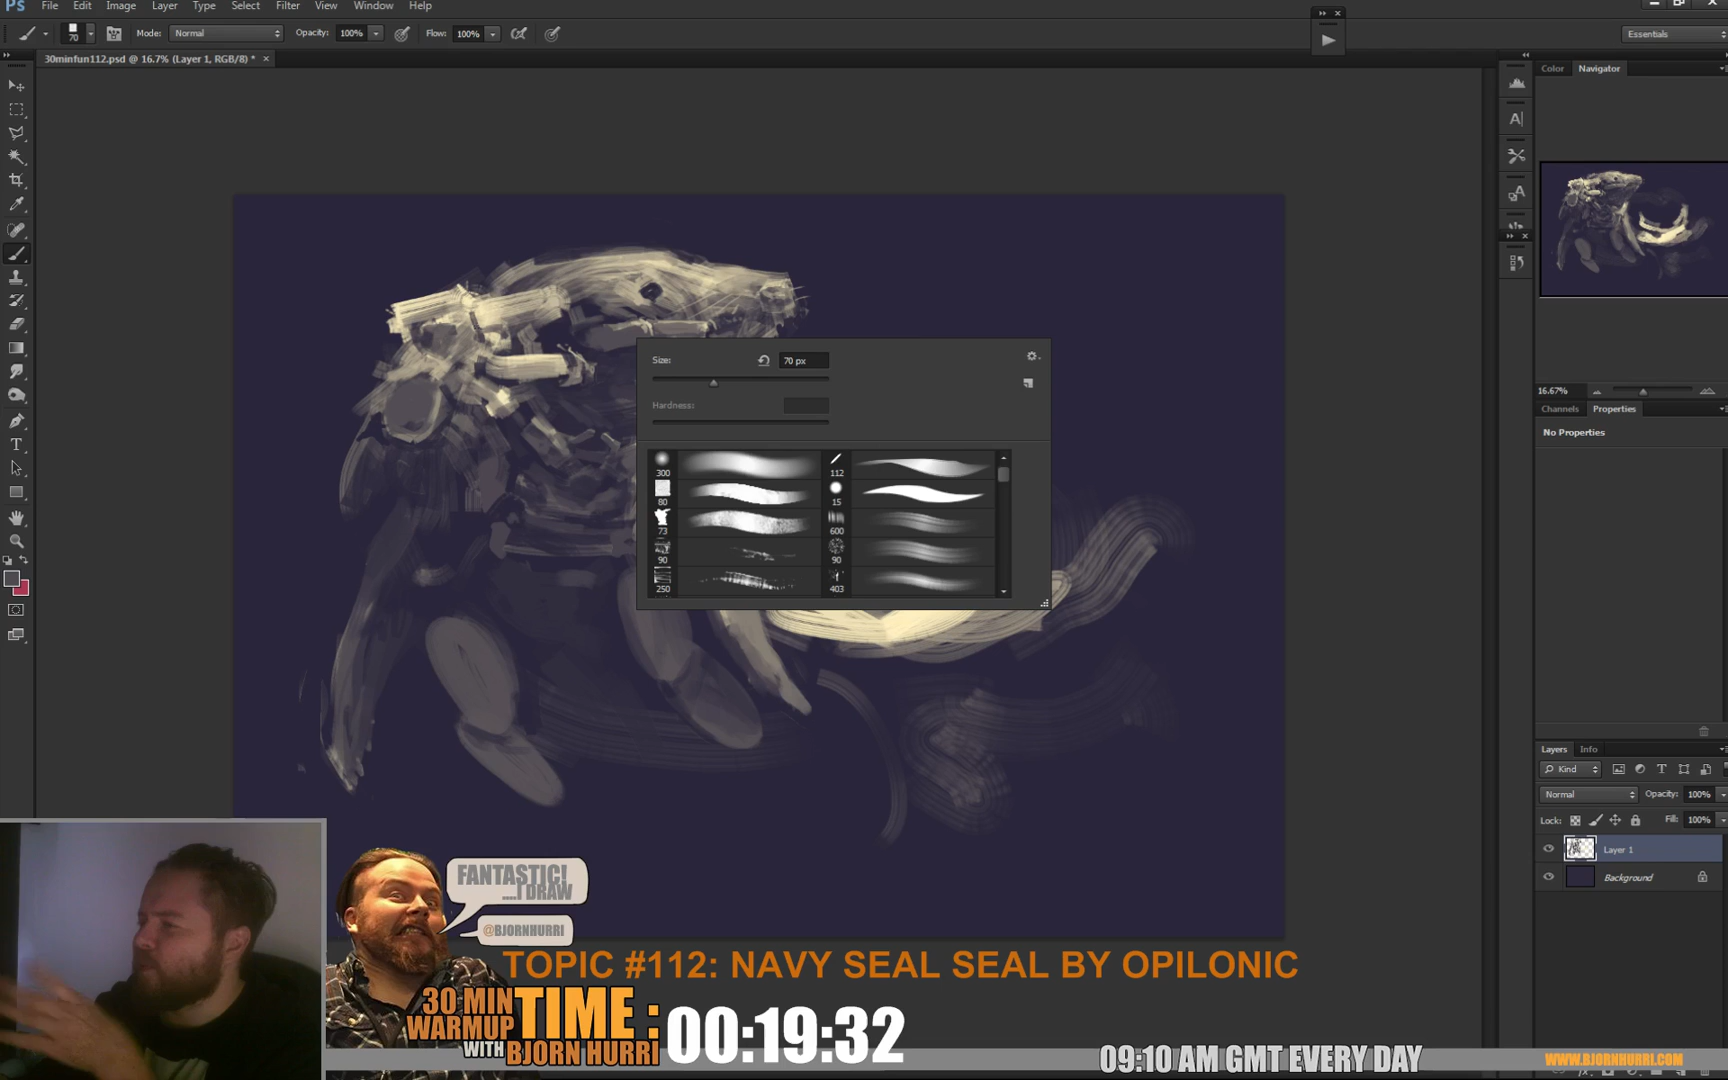 Ps File Edit Image Layer Type Select Filter View Window Help
70 Mode: Normal Opacity: 100% Flow: 100% Essentials
30minfun112.psd @ 16.7% (Layer 1, RGB/8) * ×
Color Navigator
Size: 70 px
Hardness:
300 112
80 15
73 600
90 90
250 403
16.67%
Channels Properties
No Properties
Layers Info
Kind
Normal Opacity: 100%
Lock: Fill: 100%
Layer 1
Background
FANTASTIC!
....I DRAW
@BJORNHURRI
TOPIC #112: NAVY SEAL SEAL BY OPILONIC
30 MIN
WARMUP
WITH BJORN HURRI
TIME : 00:19:32
09:10 AM GMT EVERY DAY
WWW.BJORNHURRI.COM